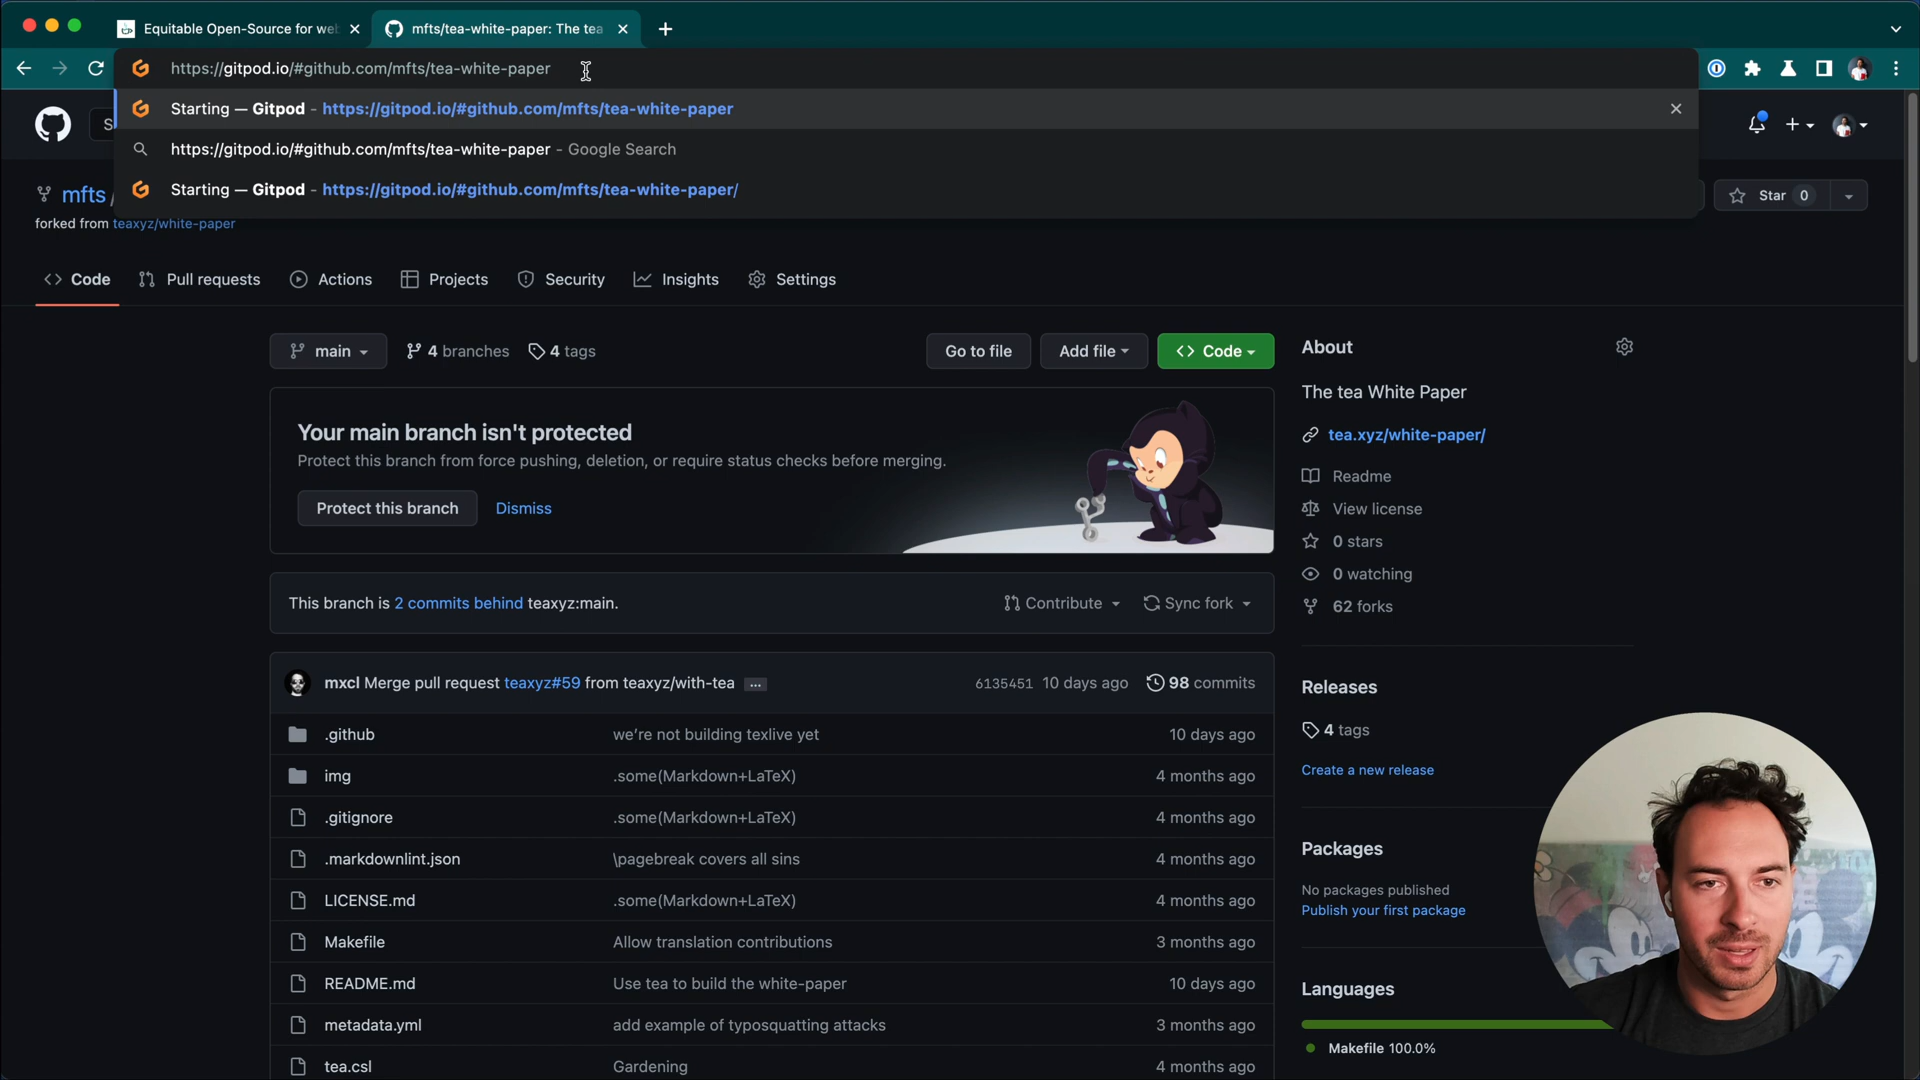 Equitable Open-Source for web
mfts/tea-white-paper: The tea
https://gitpod.io/#github.com/mfts/tea-white-paper
Starting — Gitpod - https://gitpod.io/#github.com/mfts/tea-white-paper
https://gitpod.io/#github.com/mfts/tea-white-paper - Google Search
Starting — Gitpod - https://gitpod.io/#github.com/mfts/tea-white-paper/
S
mfts /
Star 0
forked from teaxyz/white-paper
Code Pull requests Actions Projects Security Insights Settings
main 4 branches 4 tags Go to file Add file Code
Your main branch isn't protected
Protect this branch from force pushing, deletion, or require status checks before merging.
Protect this branch Dismiss
This branch is 2 commits behind teaxyz:main. Contribute Sync fork
mxcl Merge pull request teaxyz#59 from teaxyz/with-tea ... 6135451 10 days ago 98 commits
.github we're not building texlive yet 10 days ago
img .some(Markdown+LaTeX) 4 months ago
.gitignore .some(Markdown+LaTeX) 4 months ago
.markdownlint.json \pagebreak covers all sins 4 months ago
LICENSE.md .some(Markdown+LaTeX) 4 months ago
Makefile Allow translation contributions 3 months ago
README.md Use tea to build the white-paper 10 days ago
metadata.yml add example of typosquatting attacks 3 months ago
tea.csl Gardening 4 months ago
About
The tea White Paper
tea.xyz/white-paper/
Readme
View license
0 stars
0 watching
62 forks
Releases
4 tags
Create a new release
Packages
No packages published
Publish your first package
Languages
Makefile 100.0%